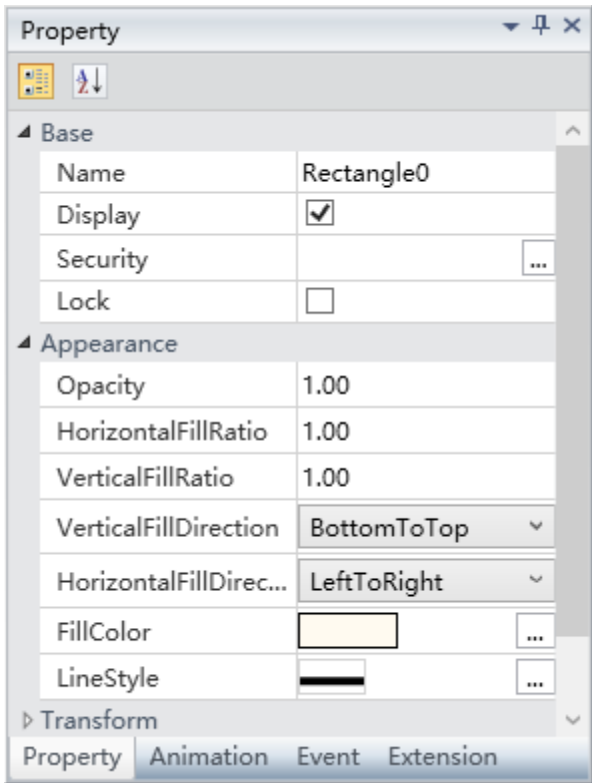 Property
Base
Name Rectangle0
Display
Security ...
Lock
Appearance
Opacity 1.00
HorizontalFillRatio 1.00
VerticalFillRatio 1.00
VerticalFillDirection BottomToTop
HorizontalFillDirec... LeftToRight
FillColor ...
LineStyle ...
Transform
Property Animation Event Extension